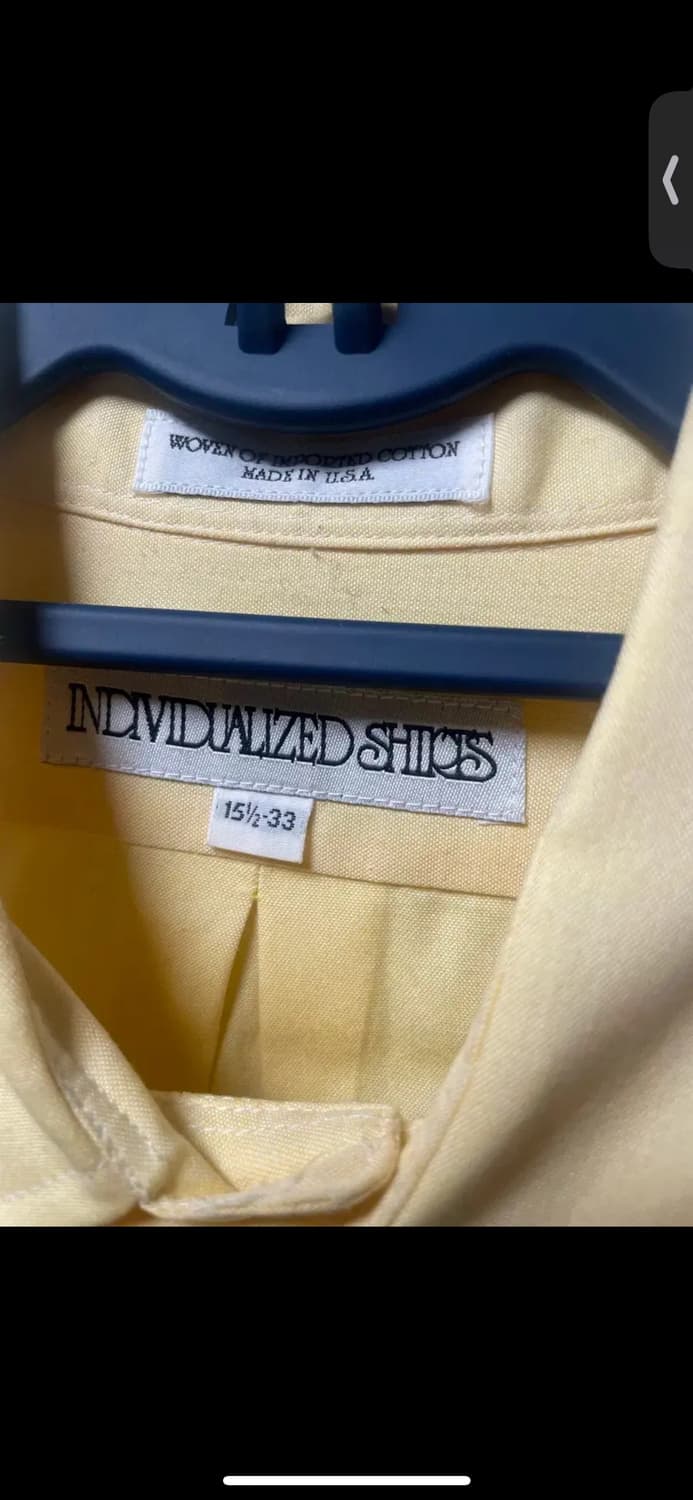 WOVEN OF IMPORTED COTTON
MADE IN U.S.A.
INDIVIDUALIZED SHIRTS
15½-33